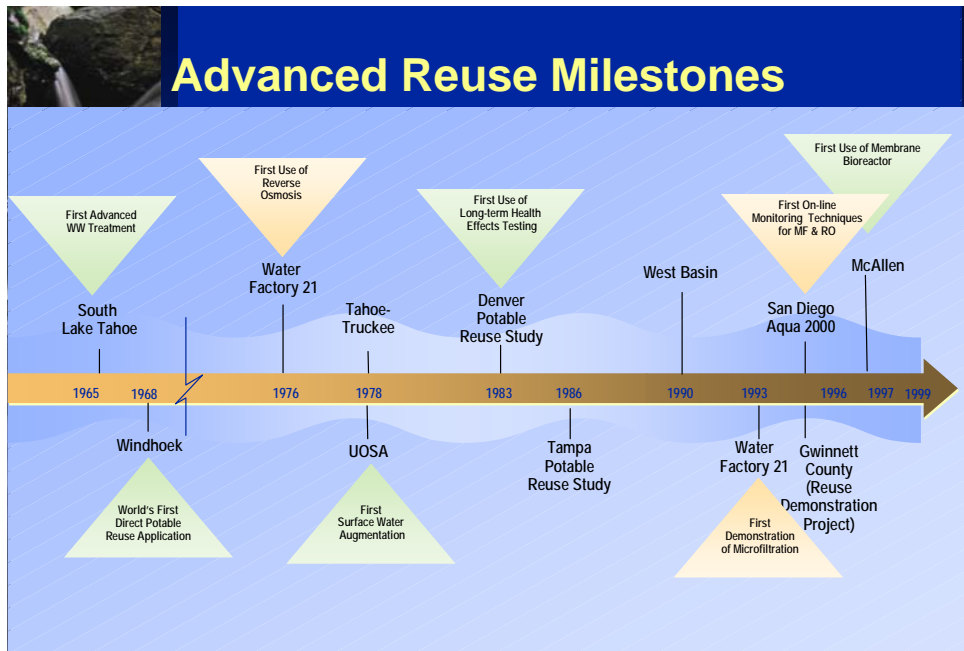 Advanced Reuse Milestones
First Advanced
WW Treatment
South
Lake Tahoe
First Use of
Reverse
Osmosis
Water
Factory 21
Tahoe-
Truckee
First Use of
Long-term Health
Effects Testing
Denver
Potable
Reuse Study
West Basin
First On-line
Monitoring Techniques
for MF & RO
San Diego
Aqua 2000
First Use of Membrane
Bioreactor
McAllen
1965 1968 1976 1978 1983 1986 1990 1993 1996 1997 1999
Windhoek
World's First
Direct Potable
Reuse Application
UOSA
First
Surface Water
Augmentation
Tampa
Potable
Reuse Study
Water
Factory 21
First
Demonstration
of Microfiltration
Gwinnett
County
(Reuse
Demonstration
Project)